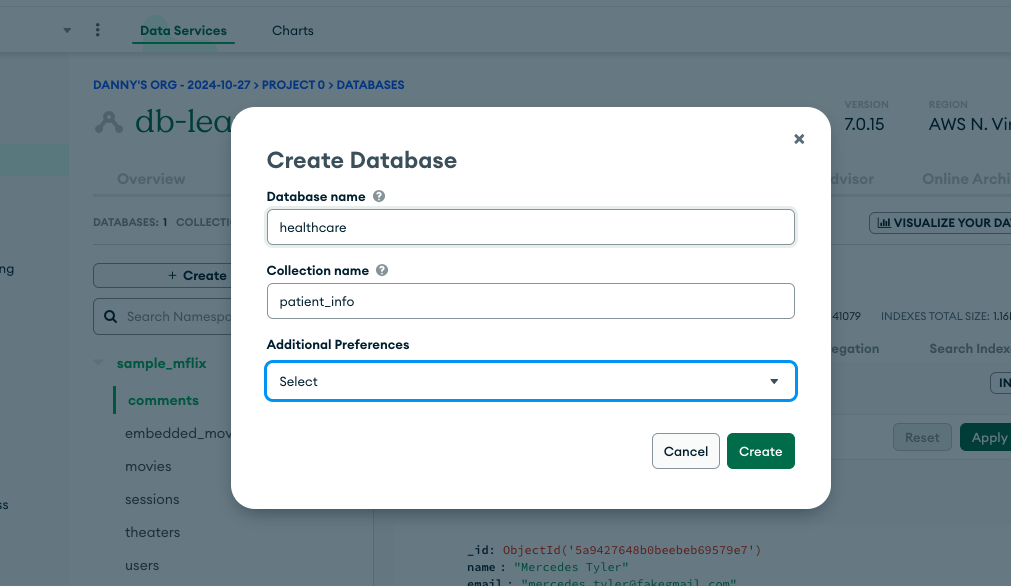 Data Services
Charts
DANNY'S ORG - 2024-10-27 > PROJECT 0 > DATABASES
db-lea
VERSION
REGION
7.0.15
AWS N. Vir
Create Database
Overview
dvisor
Online Archi
Database name
DATABASES: 1 COLLECTI
healthcare
VISUALIZE YOUR DA
ng
+ Create
Collection name
Search Namespa
patient_info
41079
INDEXES TOTAL SIZE: 1.16
Additional Preferences
egation
Search Index
sample_mflix
Select
IN
comments
embedded_mov
Cancel
Create
Reset
Apply
movies
sessions
ss
theaters
_id: ObjectId('5a9427648b0beebeb69579e7')
users
name : "Mercedes Tyler"
email : "mercedes_tyler@fakegmail.com"